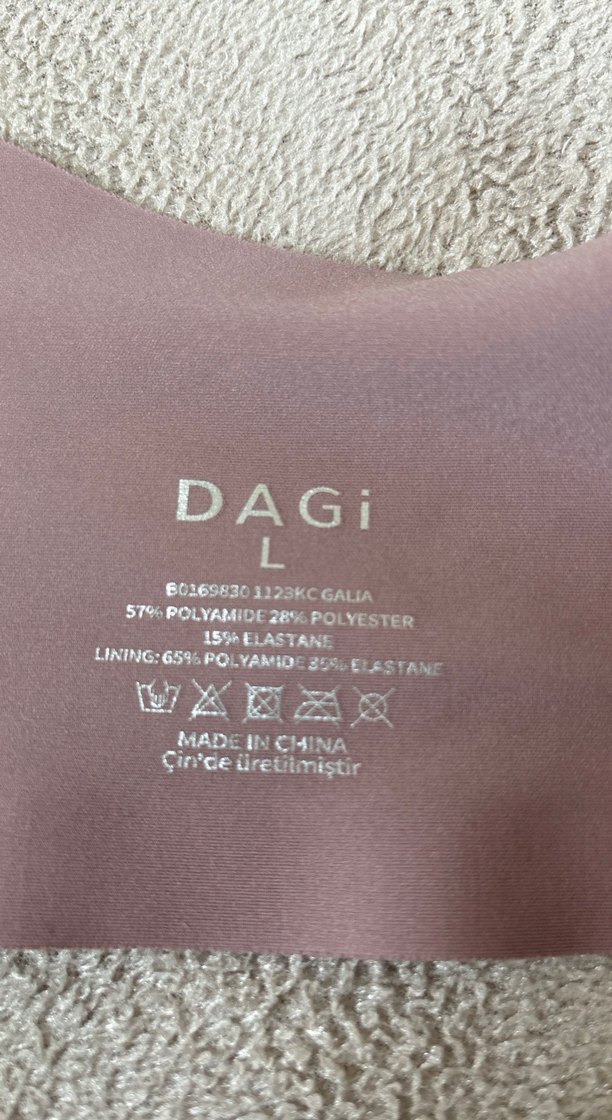 DAGi
L
B0169830 1123KC GALIA
57% POLYAMIDE 28% POLYESTER
15% ELASTANE
LINING: 65% POLYAMIDE 35% ELASTANE
MADE IN CHINA
Çin'de üretilmiştir